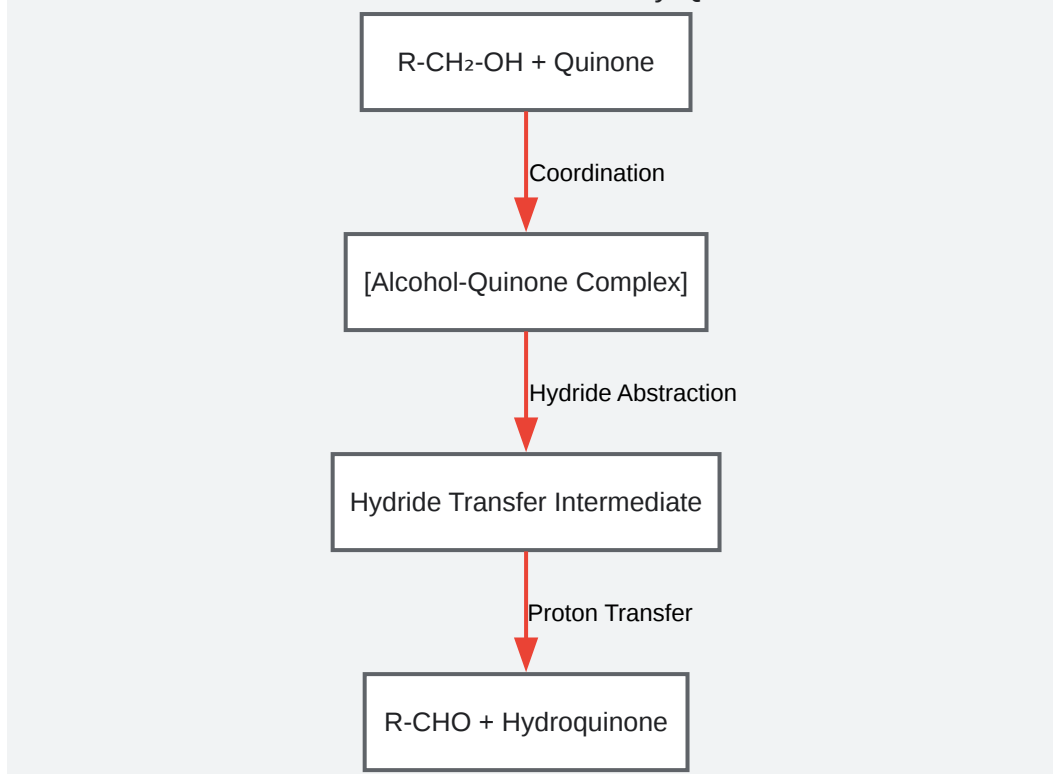 R-CH₂-OH + Quinone
Coordination
[Alcohol-Quinone Complex]
Hydride Abstraction
Hydride Transfer Intermediate
Proton Transfer
R-CHO + Hydroquinone